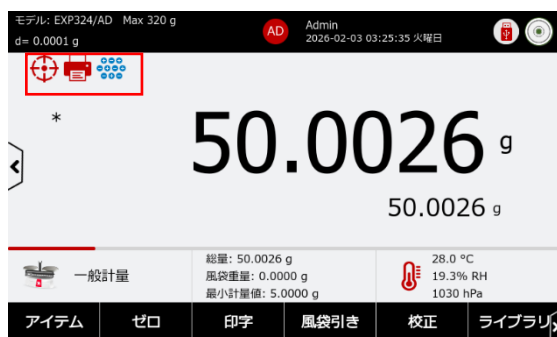 モデル: EXP324/AD Max 320 g
d= 0.0001 g
AD
Admin
2026-02-03 03:25:35 火曜日
*
50.0026 g
50.0026 g
一般計量
総量: 50.0026 g
風袋重量: 0.0000 g
最小計量値: 5.0000 g
28.0 °C
19.3% RH
1030 hPa
アイテム ゼロ 印字 風袋引き 校正 ライブラリ